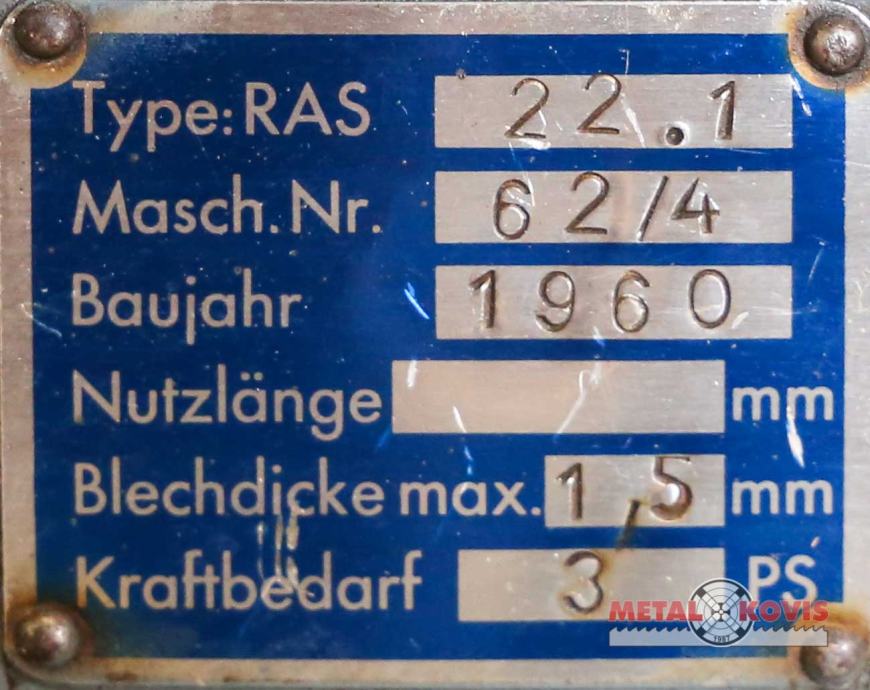 Type: RAS 22.1
Masch. Nr. 62/4
Baujahr 1960
Nutzlänge mm
Blechdicke max. 1,5 mm
Kraftbedarf 3 PS
METAL KOVIS
1987